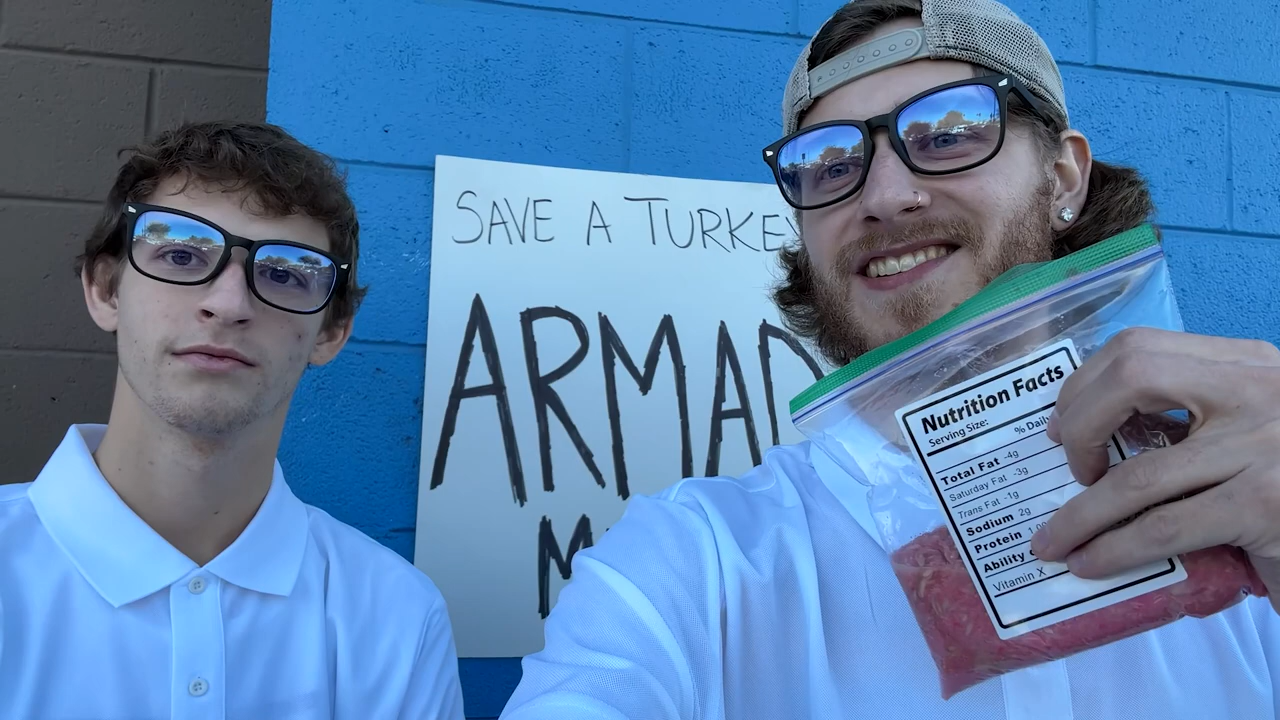 SAVE A TURKEY
ARMAD
M
Nutrition Facts
Serving Size:
% Daily
Total Fat -4g
Saturday Fat -3g
Trans Fat -1g
Sodium 2g
Protein
Ability
Vitamin X